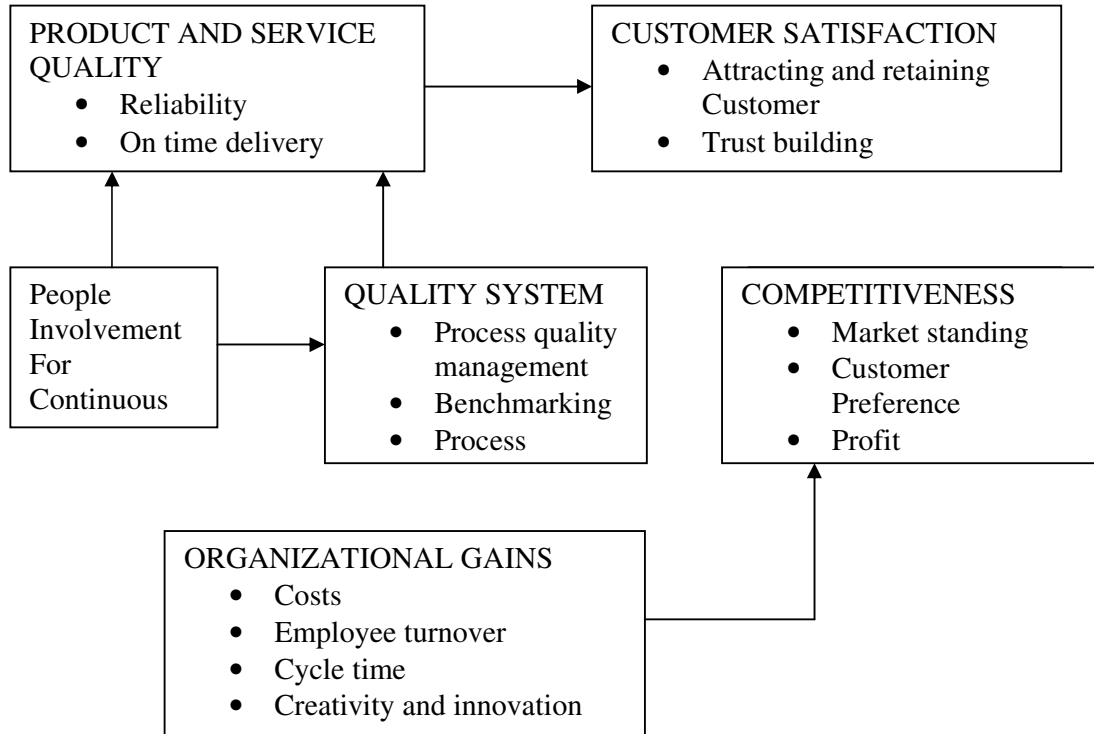 PRODUCT AND SERVICE
QUALITY
• Reliability
• On time delivery
CUSTOMER SATISFACTION
• Attracting and retaining
Customer
• Trust building
People
Involvement
For
Continuous
QUALITY SYSTEM
• Process quality
management
• Benchmarking
• Process
COMPETITIVENESS
• Market standing
• Customer
Preference
• Profit
ORGANIZATIONAL GAINS
• Costs
• Employee turnover
• Cycle time
• Creativity and innovation